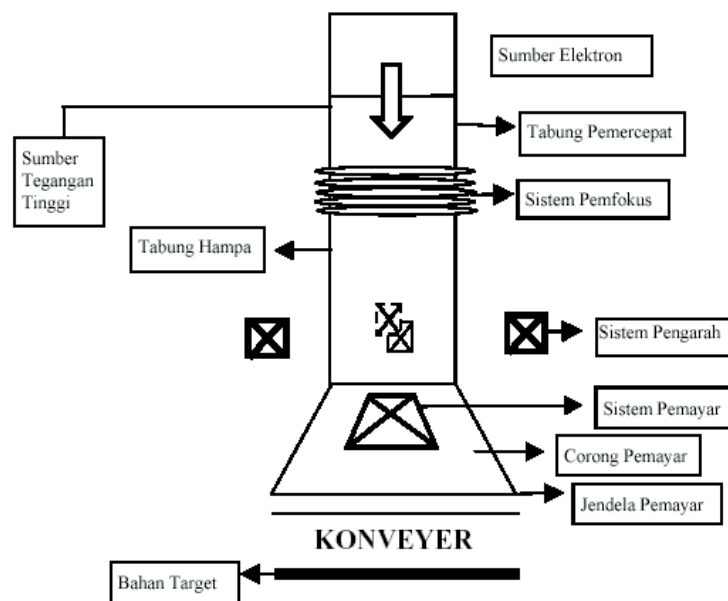 Sumber Elektron
Tabung Pemercepat
Sumber
Tegangan
Tinggi
Sistem Pemfokus
Tabung Hampa
Sistem Pengarah
Sistem Pemayar
Corong Pemayar
Jendela Pemayar
KONVEYER
Bahan Target